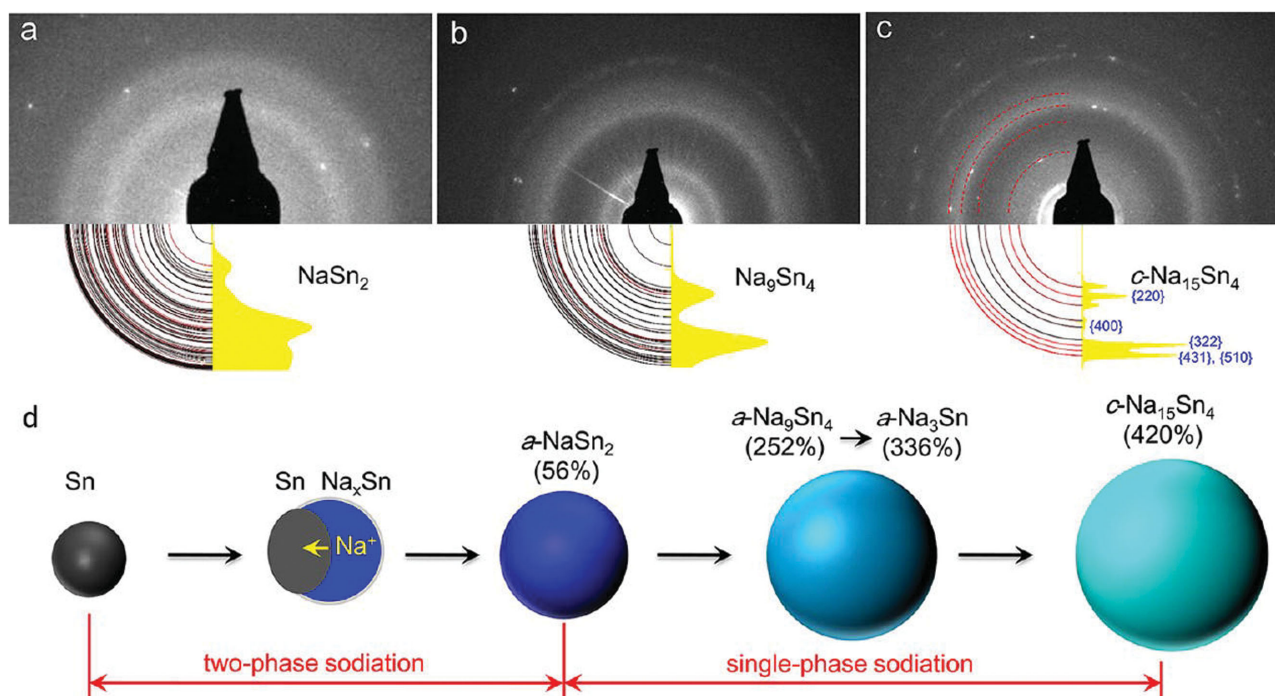 a
b
c
NaSn₂
Na₉Sn₄
c-Na₁₅Sn₄
{220}
{400}
{322}
{431}, {510}
d
Sn
Sn NaₓSn
Na⁺
a-NaSn₂
(56%)
a-Na₉Sn₄ → a-Na₃Sn
(252%) (336%)
c-Na₁₅Sn₄
(420%)
two-phase sodiation
single-phase sodiation